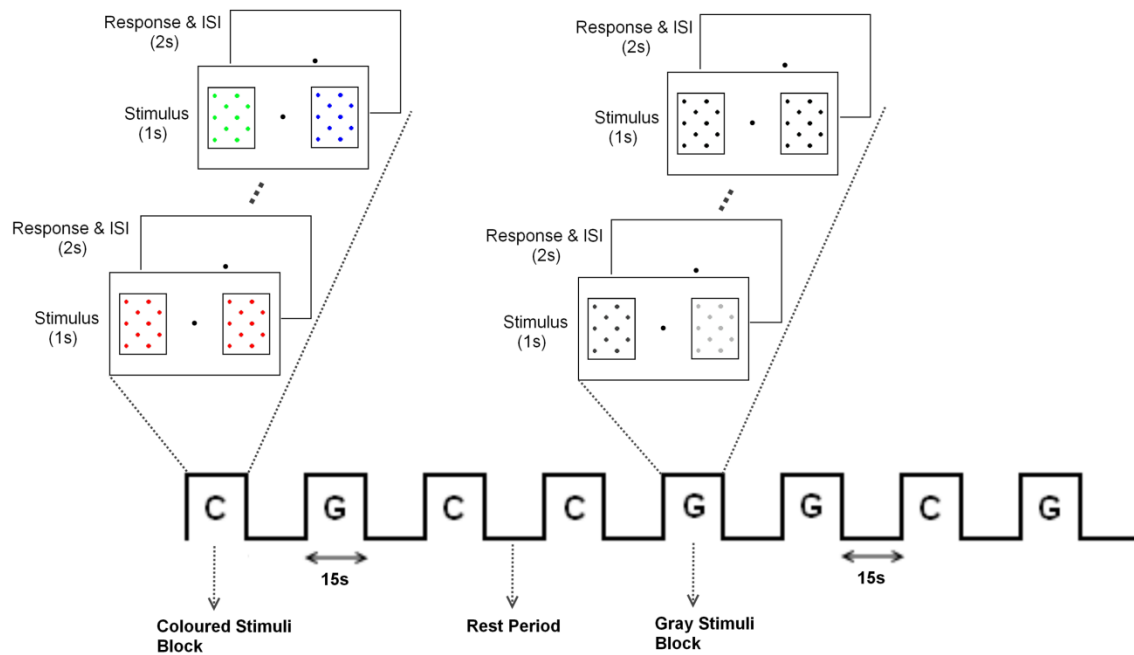 Response & ISI
(2s)
Stimulus
(1s)
Response & ISI
(2s)
Stimulus
(1s)
Response & ISI
(2s)
Stimulus
(1s)
Response & ISI
(2s)
Stimulus
(1s)
C G C C G G C G
15s 15s
Coloured Stimuli
Block
Rest Period
Gray Stimuli
Block